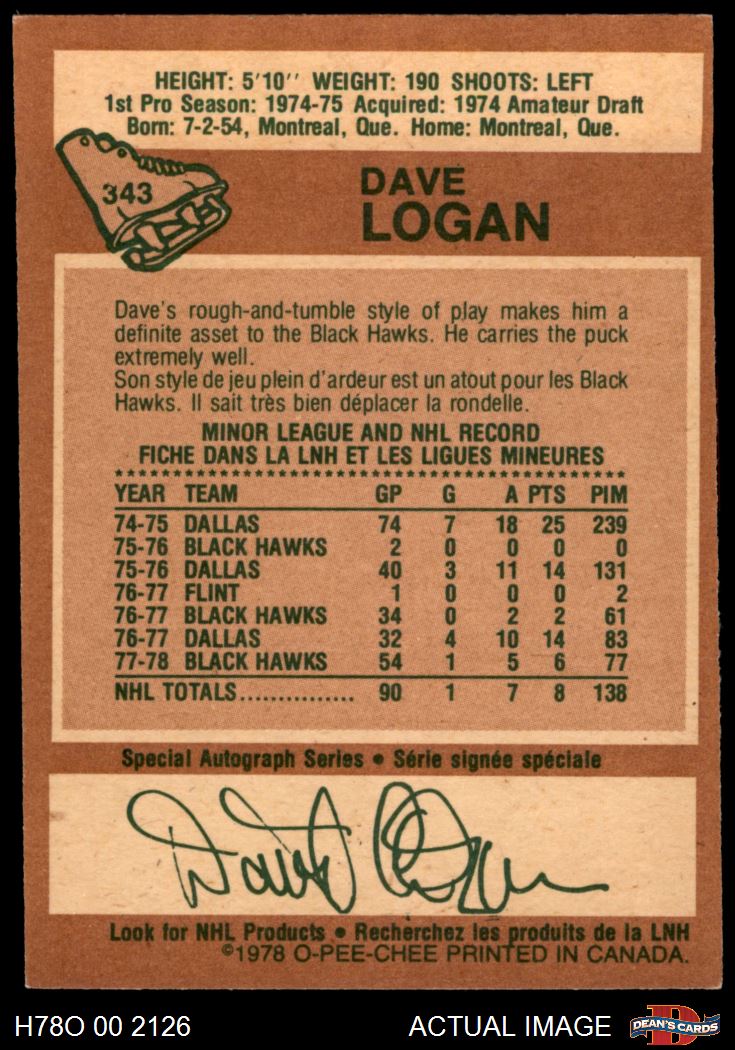 HEIGHT: 5'10'' WEIGHT: 190 SHOOTS: LEFT
1st Pro Season: 1974-75 Acquired: 1974 Amateur Draft
Born: 7-2-54, Montreal, Que. Home: Montreal, Que.
343
DAVE
LOGAN
Dave's rough-and-tumble style of play makes him a
definite asset to the Black Hawks. He carries the puck
extremely well.
Son style de jeu plein d'ardeur est un atout pour les Black
Hawks. Il sait très bien déplacer la rondelle.
MINOR LEAGUE AND NHL RECORD
FICHE DANS LA LNH ET LES LIGUES MINEURES
YEAR TEAM GP G A PTS PIM
74-75 DALLAS 74 7 18 25 239
75-76 BLACK HAWKS 2 0 0 0 0
75-76 DALLAS 40 3 11 14 131
76-77 FLINT 1 0 0 0 2
76-77 BLACK HAWKS 34 0 2 2 61
76-77 DALLAS 32 4 10 14 83
77-78 BLACK HAWKS 54 1 5 6 77
NHL TOTALS............... 90 1 7 8 138
Special Autograph Series • Série signée spéciale
Dave Logan
Look for NHL Products • Recherchez les produits de la LNH
©1978 O-PEE-CHEE PRINTED IN CANADA.
H78O 00 2126
ACTUAL IMAGE
D
DEAN'S CARDS